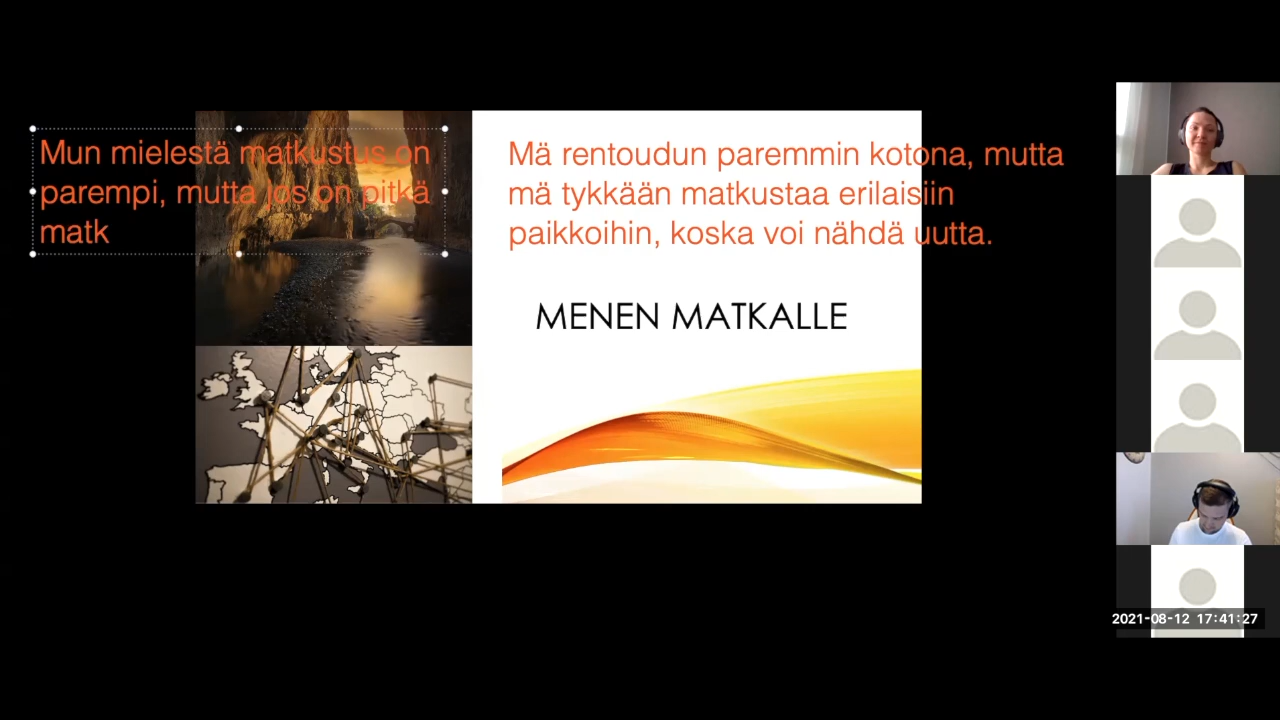 Mun mielestä matkustus on
parempi, mutta jos on pitkä
matk
Mä rentoudun paremmin kotona, mutta
mä tykkään matkustaa erilaisiin
paikkoihin, koska voi nähdä uutta.
MENEN MATKALLE
2021-08-12 17:41:27